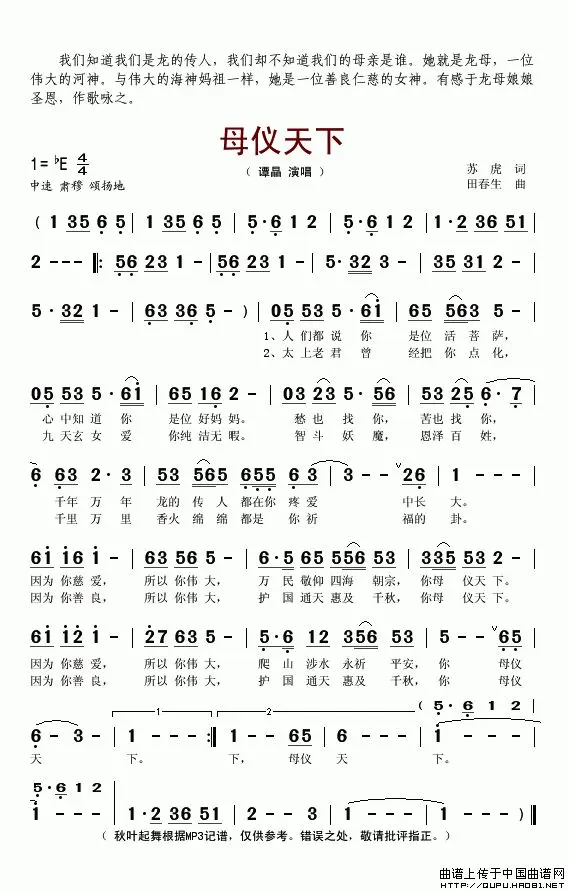 我们知道我们是龙的传人，我们却不知道我们的母亲是谁。她就是龙母，一位
伟大的河神。与伟大的海神妈祖一样，她是一位善良仁慈的女神。有感于龙母娘娘
圣恩，作歌咏之。
母仪天下
（ 谭晶 演唱 ）
1=♭E 4/4
中速 肃穆 颂扬地
苏 虎 词
田春生 曲
( 1 35 6 5 | 1 35 6 5 | 5·6 1 2 | 5·6 1 2 | 1·2 36 51 |
2 - - - ‖: 56 23 1 - | 56 23 1 - | 5·32 3 - | 35 31 2 - |
5·32 1 - | 63 36 5 - ) | 05 53 5·61 | 65 563 5 - |
1、人 们都 说 你 是位 活 菩 萨，
2、太 上老 君 曾 经把 你 点 化，
05 53 5·61 | 65 16 2 - | 03 23 5·56 | 53 25 6·7 |
心 中知 道 你 是位 好妈 妈。 愁 也 找 你， 苦也 找 你，
九 天玄 女 爱 你纯 洁无 暇。 智 斗 妖 魔， 恩泽 百 姓，
6 63 2·3 | 53 565 655 63 | 3 - - 26 | 1 - - - |
千年 万 年 龙的 传 人 都在你 疼 爱 中长 大。
千里 万 里 香火 绵 绵 都是 你 祈 福的 卦。
61 16 1 - | 63 56 5 - | 6·5 65 556 53 | 335 53 5 - |
因为 你慈 爱， 所以 你伟 大， 万 民 敬仰 四海 朝宗， 你母 仪天 下。
因为 你善 良， 所以 你伟 大， 护 国 通天 惠及 千秋， 你母 仪天 下。
61 12 1 - | 27 63 5 - | 5·6 12 356 53 | 2 - - 65 |
因为 你慈 爱， 所以 你伟 大， 爬 山 涉水 永祈 平安， 你 母仪
因为 你善 良， 所以 你伟 大， 护 国 通天 惠及 千秋， 你 母仪
( 5·6 1 2 |
6 - 3 - | 1 - - - :‖ 1 - - 65 | 6 - 7 - | 1 - - - |
1 2
天 下。 下， 母仪 天 下。
5·6 1 2
1 - - - | 1·2 36 51 | 2 - - 3 | 1 - - - | 1 - - - )‖
（ 秋叶起舞根据MP3记谱，仅供参考。错误之处，敬请批评指正。）
曲谱上传于中国曲谱网
HTTP://QUPU.HAO81.NET